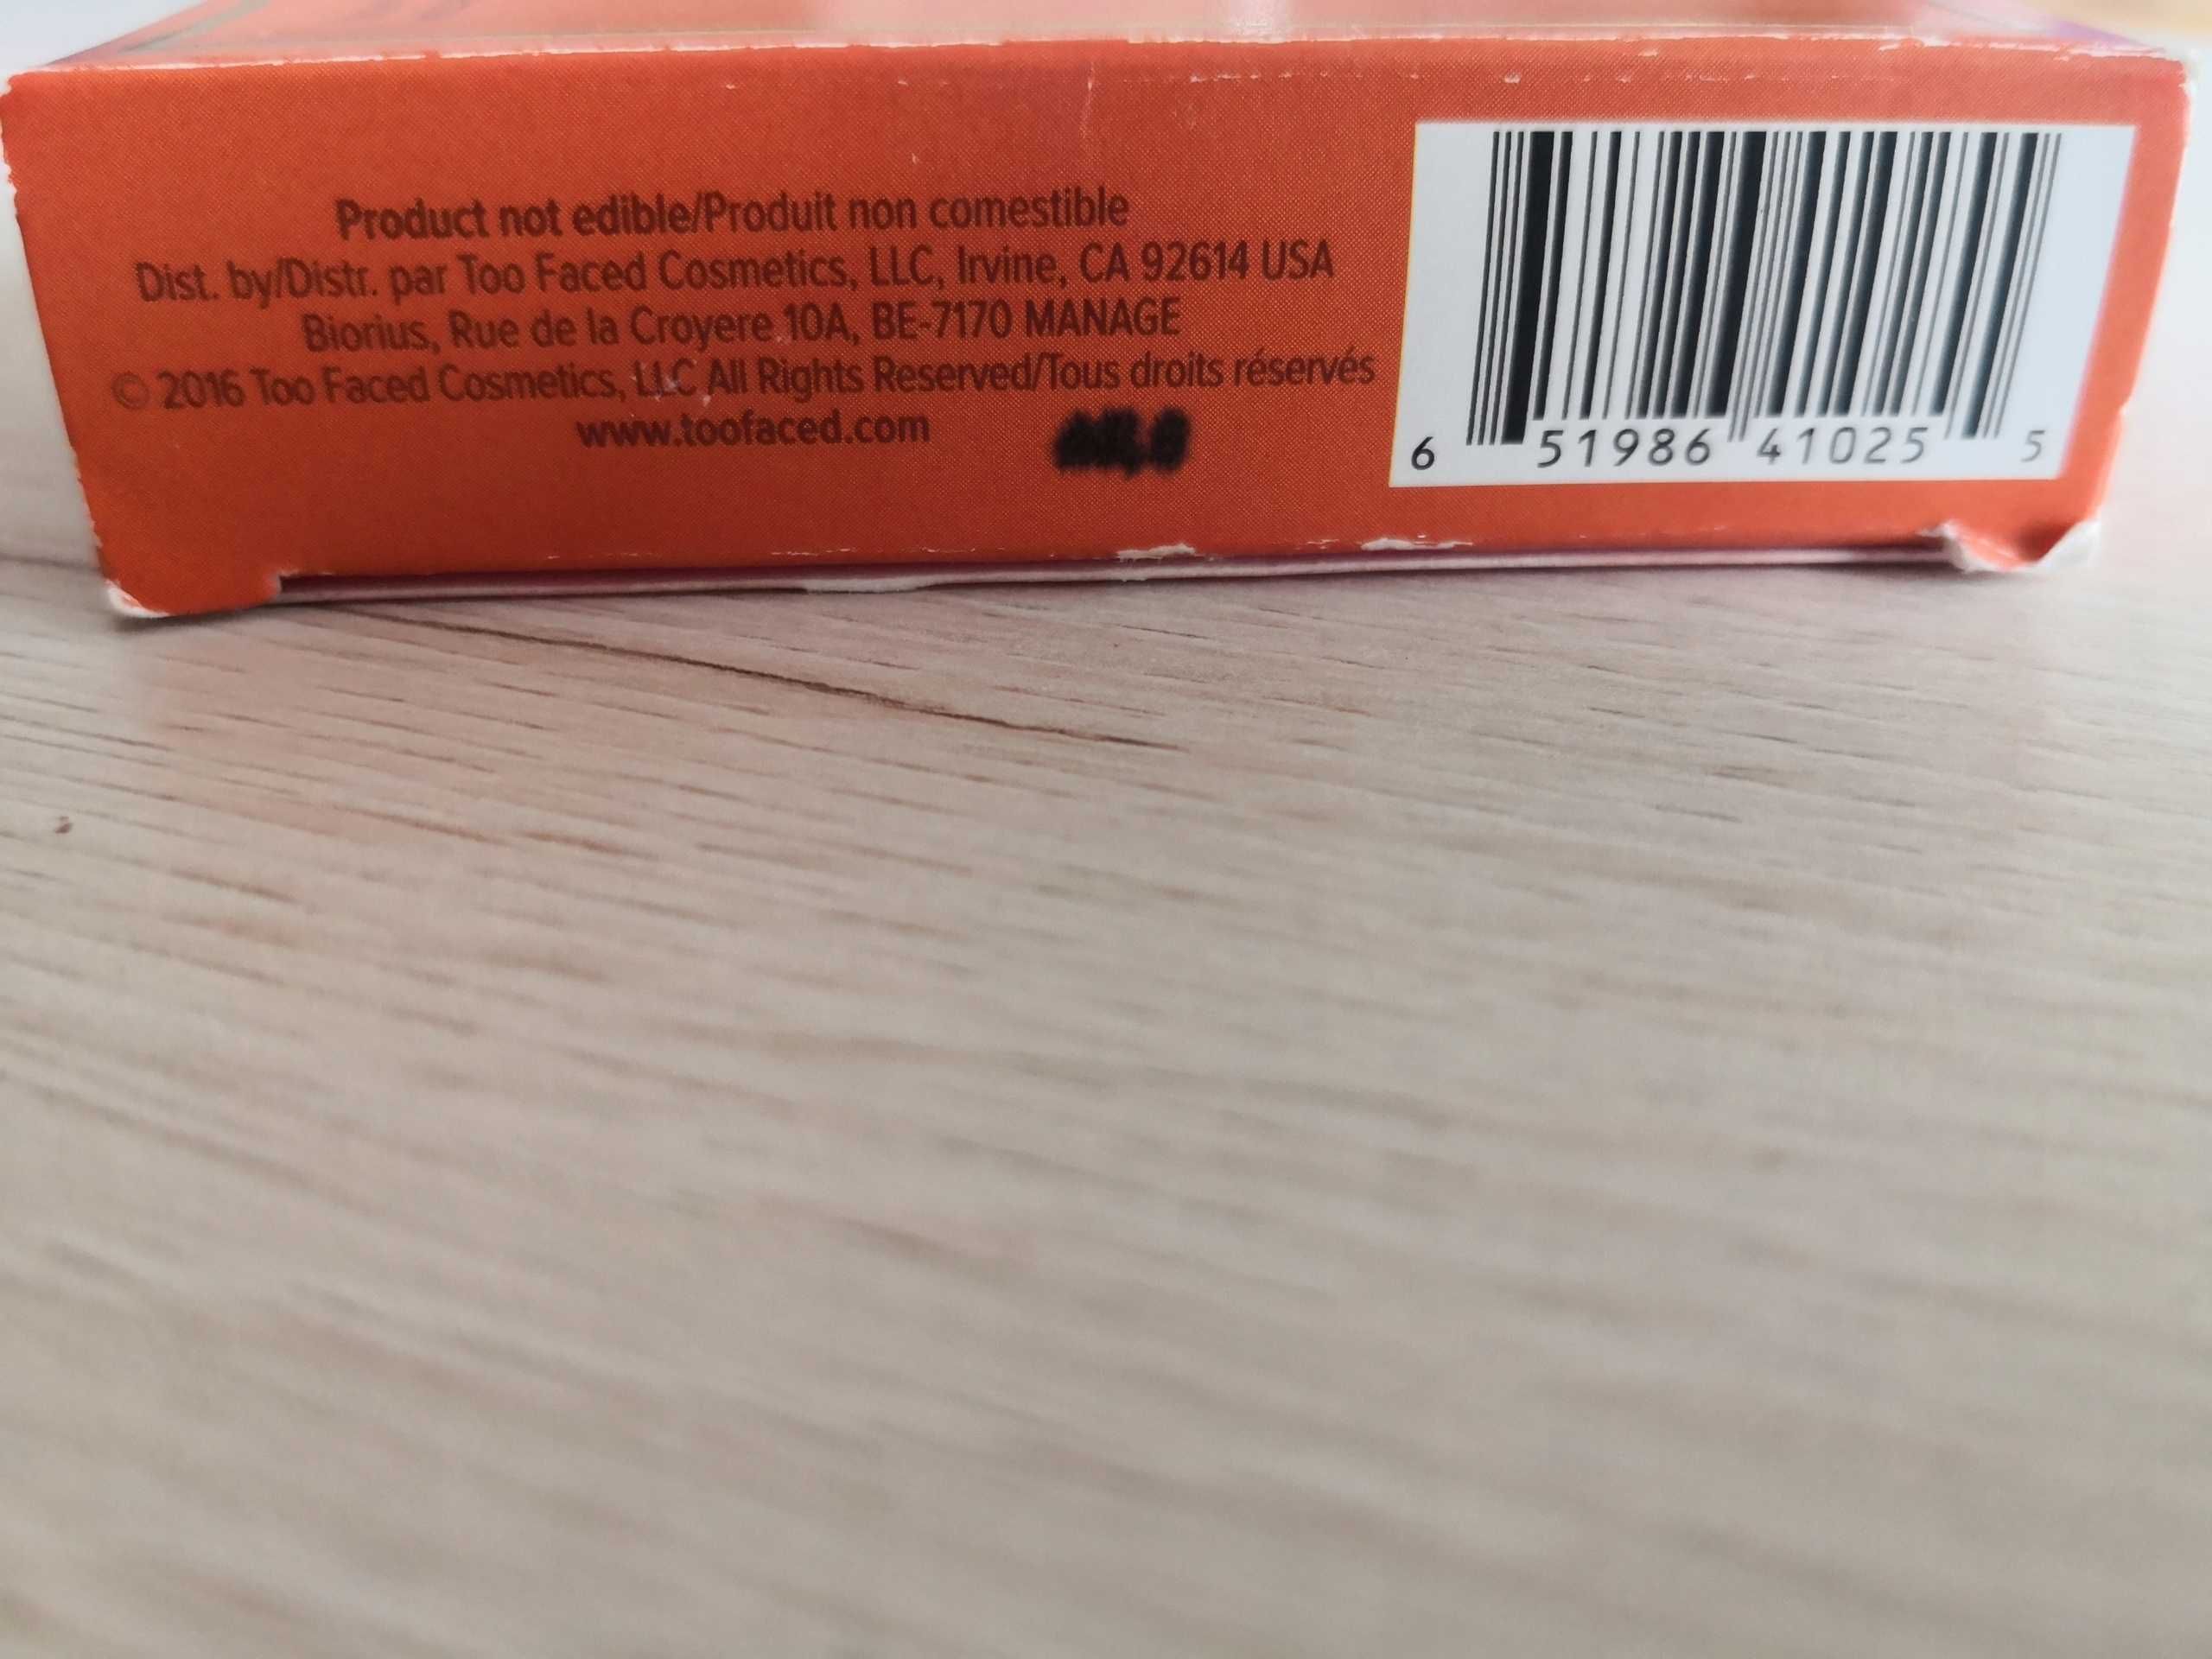 Product not edible/Produit non comestible
Dist. by/Distr. par Too Faced Cosmetics, LLC, Irvine, CA 92614 USA
Biorius, Rue de la Croyere 10A, BE-7170 MANAGE
© 2016 Too Faced Cosmetics, LLC All Rights Reserved/Tous droits réservés
www.toofaced.com
6 51986 41025 5